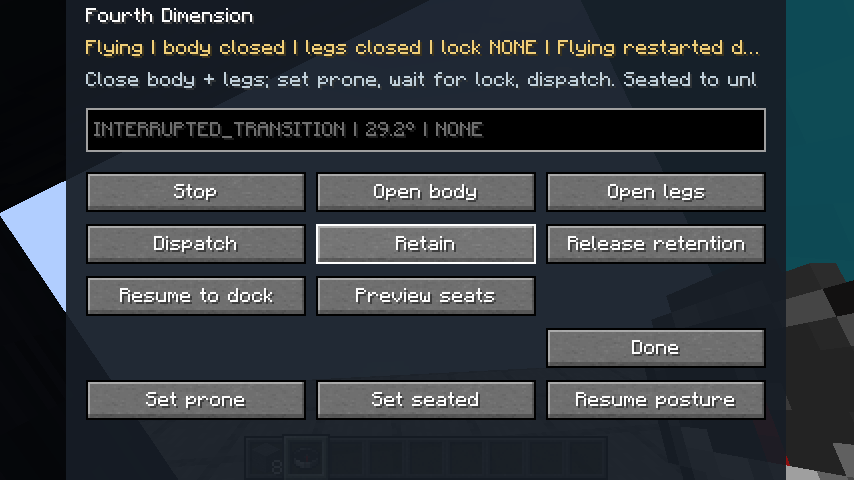 Fourth Dimension
Flying | body closed | legs closed | lock NONE | Flying restarted d...
Close body + legs; set prone, wait for lock, dispatch. Seated to unl
INTERRUPTED_TRANSITION | 29.2° | NONE
Stop Open body Open legs
Dispatch Retain Release retention
Resume to dock Preview seats
Done
Set prone Set seated Resume posture
8